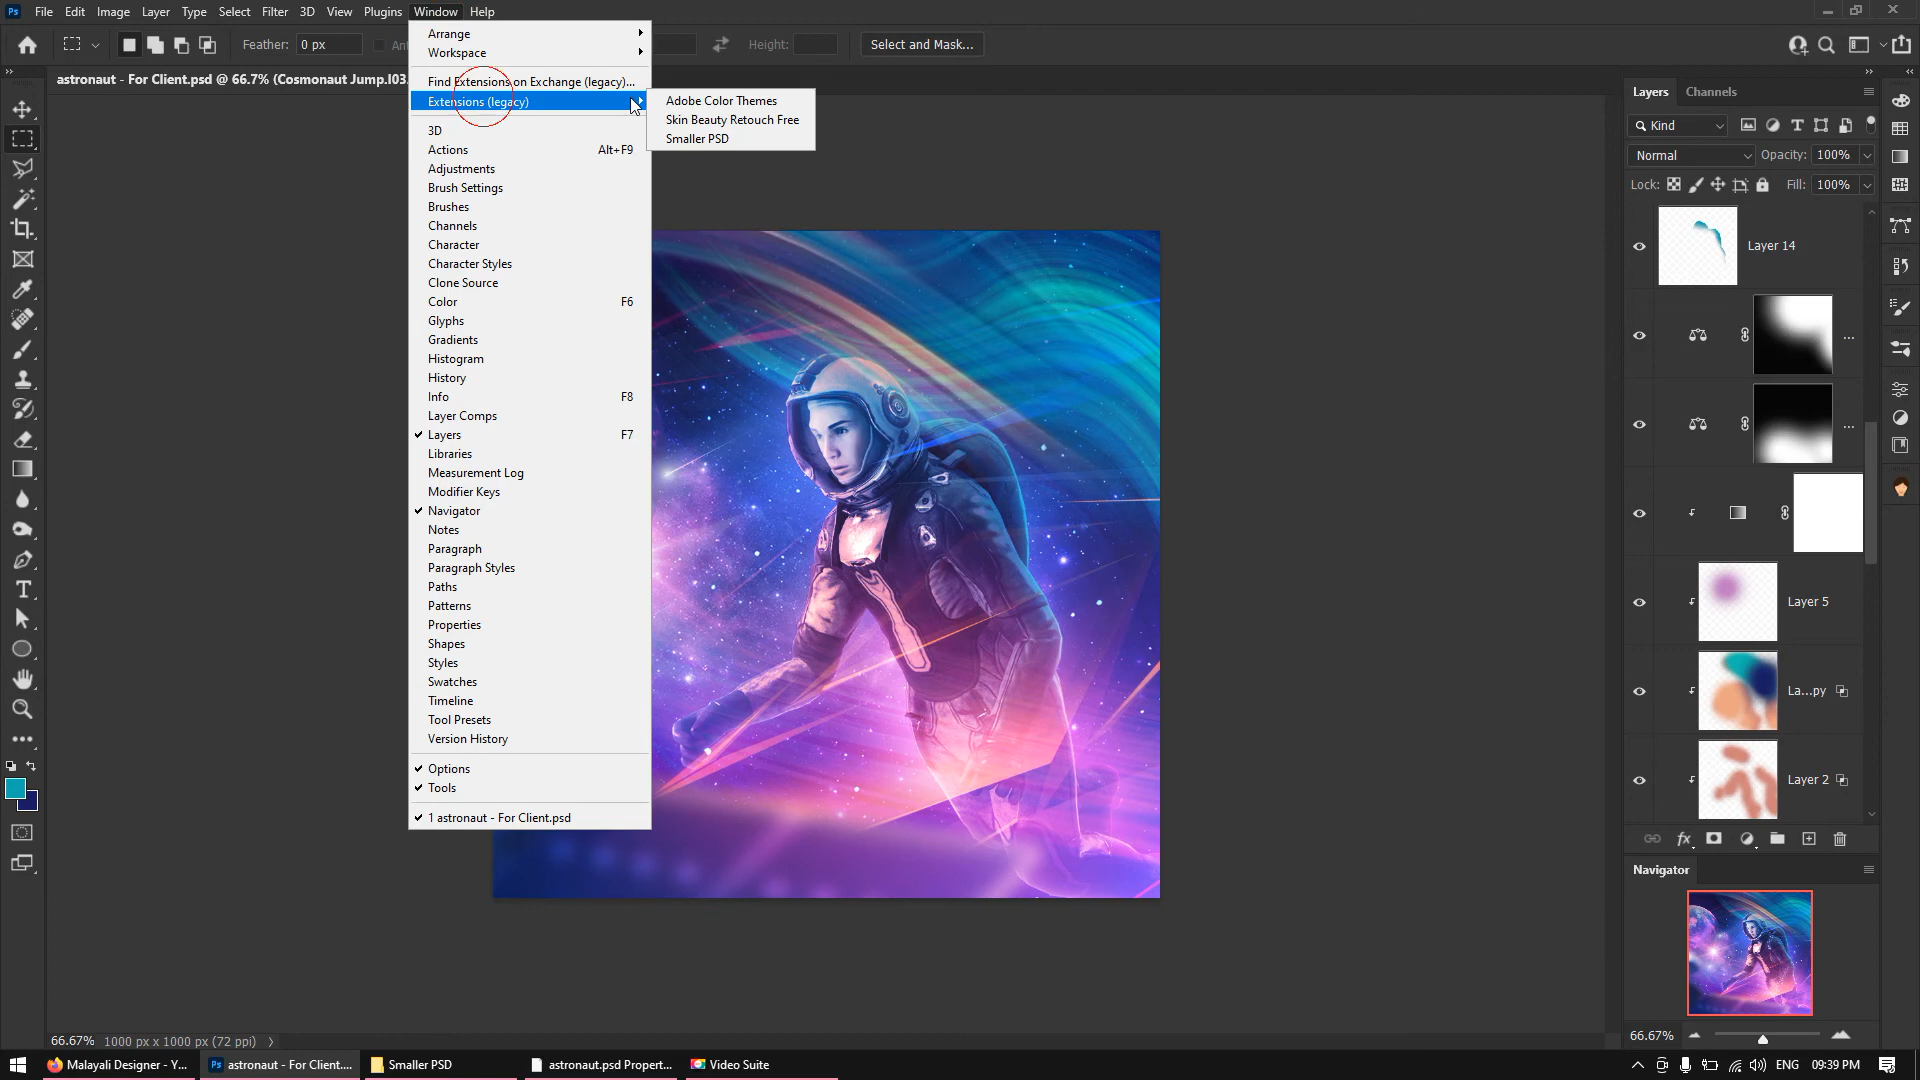 Ps File Edit Image Layer Type Select Filter 3D View Plugins Window Help
Feather: 0 px Ant Height: Select and Mask...
astronaut - For Client.psd @ 66.7% (Cosmonaut Jump.I03.
Arrange
Workspace
Find Extensions on Exchange (legacy)...
Extensions (legacy)
Adobe Color Themes
Skin Beauty Retouch Free
Smaller PSD
3D
Actions Alt+F9
Adjustments
Brush Settings
Brushes
Channels
Character
Character Styles
Clone Source
Color F6
Glyphs
Gradients
Histogram
History
Info F8
Layer Comps
Layers F7
Libraries
Measurement Log
Modifier Keys
Navigator
Notes
Paragraph
Paragraph Styles
Paths
Patterns
Properties
Shapes
Styles
Swatches
Timeline
Tool Presets
Version History
Options
Tools
1 astronaut - For Client.psd
Layers Channels
Kind
Normal Opacity: 100%
Lock: Fill: 100%
Layer 14
...
...
Layer 5
La...py
Layer 2
fx
Navigator
66.67%
66.67% 1000 px x 1000 px (72 ppi)
Malayali Designer - Y... Ps astronaut - For Client.... Smaller PSD astronaut.psd Propert... Video Suite ENG 09:39 PM